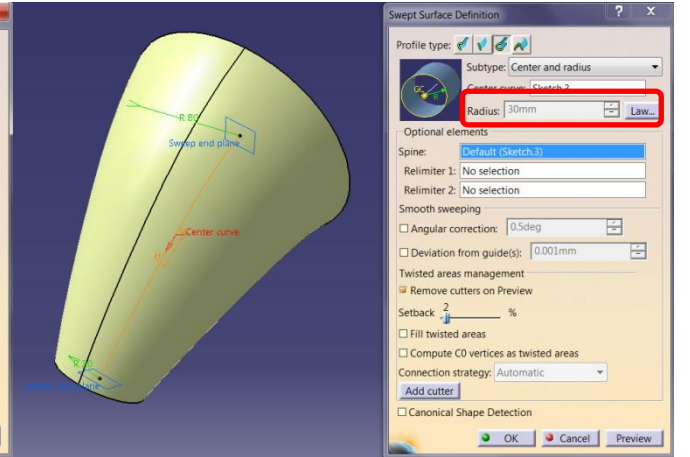 R 80
Sweep end plane
Center curve
H
Swept Surface Definition
? X
Profile type:
Subtype: Center and radius
GC
R
Center curve: Sketch.3
Radius: 30mm Law...
Optional elements
Spine: Default (Sketch.3)
Relimiter 1: No selection
Relimiter 2: No selection
Smooth sweeping
Angular correction: 0.5deg
Deviation from guide(s): 0.001mm
Twisted areas management
Remove cutters on Preview
Setback 2 %
Fill twisted areas
Compute C0 vertices as twisted areas
Connection strategy: Automatic
Add cutter
Canonical Shape Detection
OK Cancel Preview